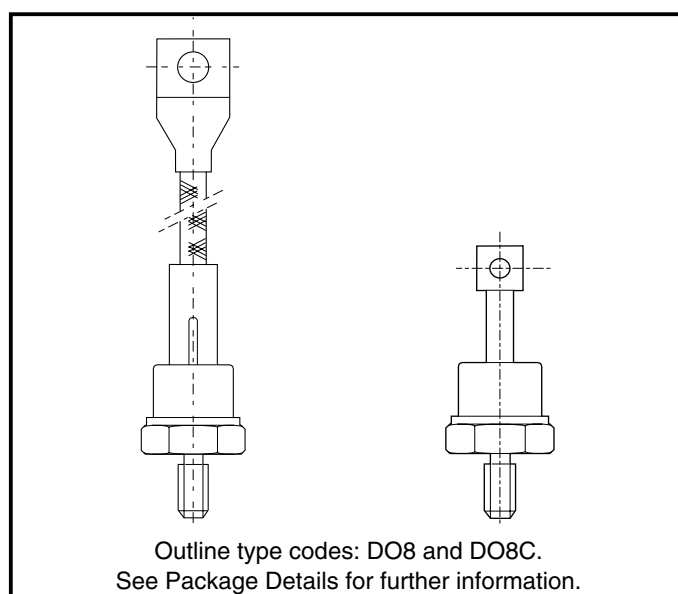 Outline type codes: DO8 and DO8C.
See Package Details for further information.